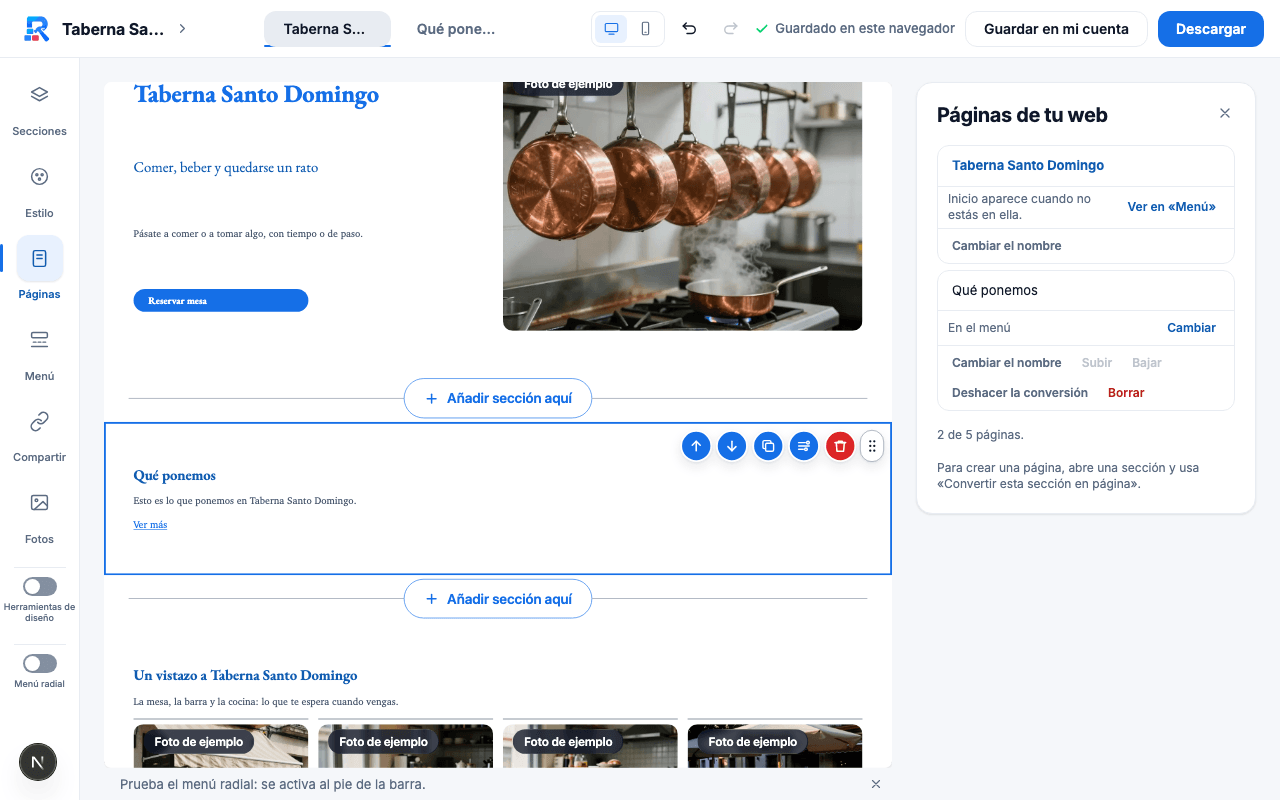 Taberna Sa...
Taberna S...
Qué pone...
Guardado en este navegador
Guardar en mi cuenta
Descargar
Secciones
Estilo
Páginas
Menú
Compartir
Fotos
Herramientas de
diseño
Menú radial
N
Foto de ejemplo
Taberna Santo Domingo
Comer, beber y quedarse un rato
Pásate a comer o a tomar algo, con tiempo o de paso.
Reservar mesa
+ Añadir sección aquí
Qué ponemos
Esto es lo que ponemos en Taberna Santo Domingo.
Ver más
+ Añadir sección aquí
Un vistazo a Taberna Santo Domingo
La mesa, la barra y la cocina: lo que te espera cuando vengas.
Foto de ejemplo
Foto de ejemplo
Foto de ejemplo
Foto de ejemplo
Prueba el menú radial: se activa al pie de la barra.
Páginas de tu web
Taberna Santo Domingo
Inicio aparece cuando no
estás en ella.
Ver en «Menú»
Cambiar el nombre
Qué ponemos
En el menú
Cambiar
Cambiar el nombre Subir Bajar
Deshacer la conversión Borrar
2 de 5 páginas.
Para crear una página, abre una sección y usa
«Convertir esta sección en página».